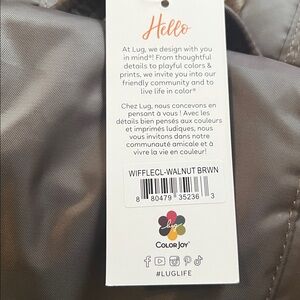 Hello
At Lug, we design with you
in mind®! From thoughtful
details to playful colors &
prints, we invite you into our
friendly community and to
live life in color®
Chez Lug, nous concevons en
pensant à vous ! Avec les
détails bien pensés aux couleurs
et imprimés ludiques, nous
vous invitons dans notre
communauté amicale et à
vivre la vie en couleur!
WIFFLECL-WALNUT BRWN
8 80479 35236 3
lug
COLOR JOY
#LUGLIFE